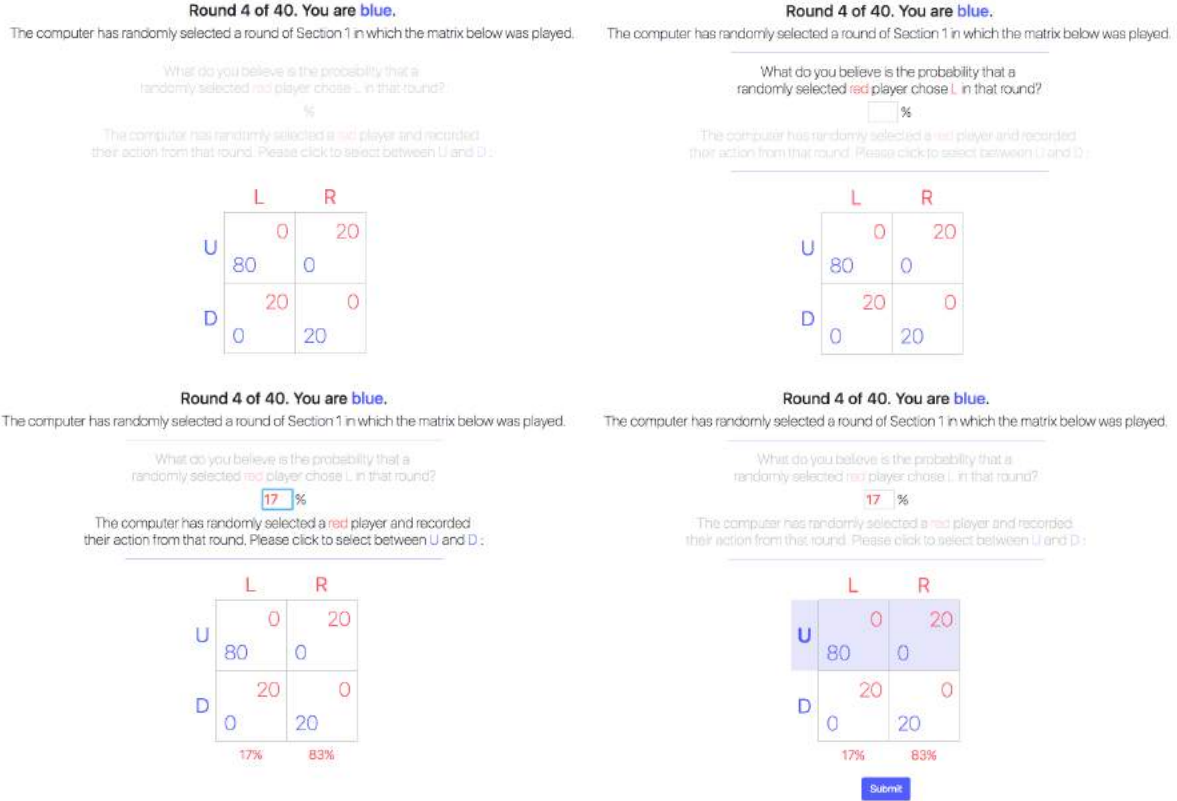 Round 4 of 40. You are blue.
The computer has randomly selected a round of Section 1 in which the matrix below was played.
What do you believe is the probability that a
randomly selected red player chose L in that round?
%
The computer has randomly selected a red player and recorded
their action from that round. Please click to select between U and D :
L R
U 0 20
80 0
D 20 0
0 20
Round 4 of 40. You are blue.
The computer has randomly selected a round of Section 1 in which the matrix below was played.
What do you believe is the probability that a
randomly selected red player chose L in that round?
%
The computer has randomly selected a red player and recorded
their action from that round. Please click to select between U and D :
L R
U 0 20
80 0
D 20 0
0 20
Round 4 of 40. You are blue.
The computer has randomly selected a round of Section 1 in which the matrix below was played.
What do you believe is the probability that a
randomly selected red player chose L in that round?
17 %
The computer has randomly selected a red player and recorded
their action from that round. Please click to select between U and D :
L R
U 0 20
80 0
D 20 0
0 20
17% 83%
Round 4 of 40. You are blue.
The computer has randomly selected a round of Section 1 in which the matrix below was played.
What do you believe is the probability that a
randomly selected red player chose L in that round?
17 %
The computer has randomly selected a red player and recorded
their action from that round. Please click to select between U and D :
L R
U 0 20
80 0
D 20 0
0 20
17% 83%
Submit